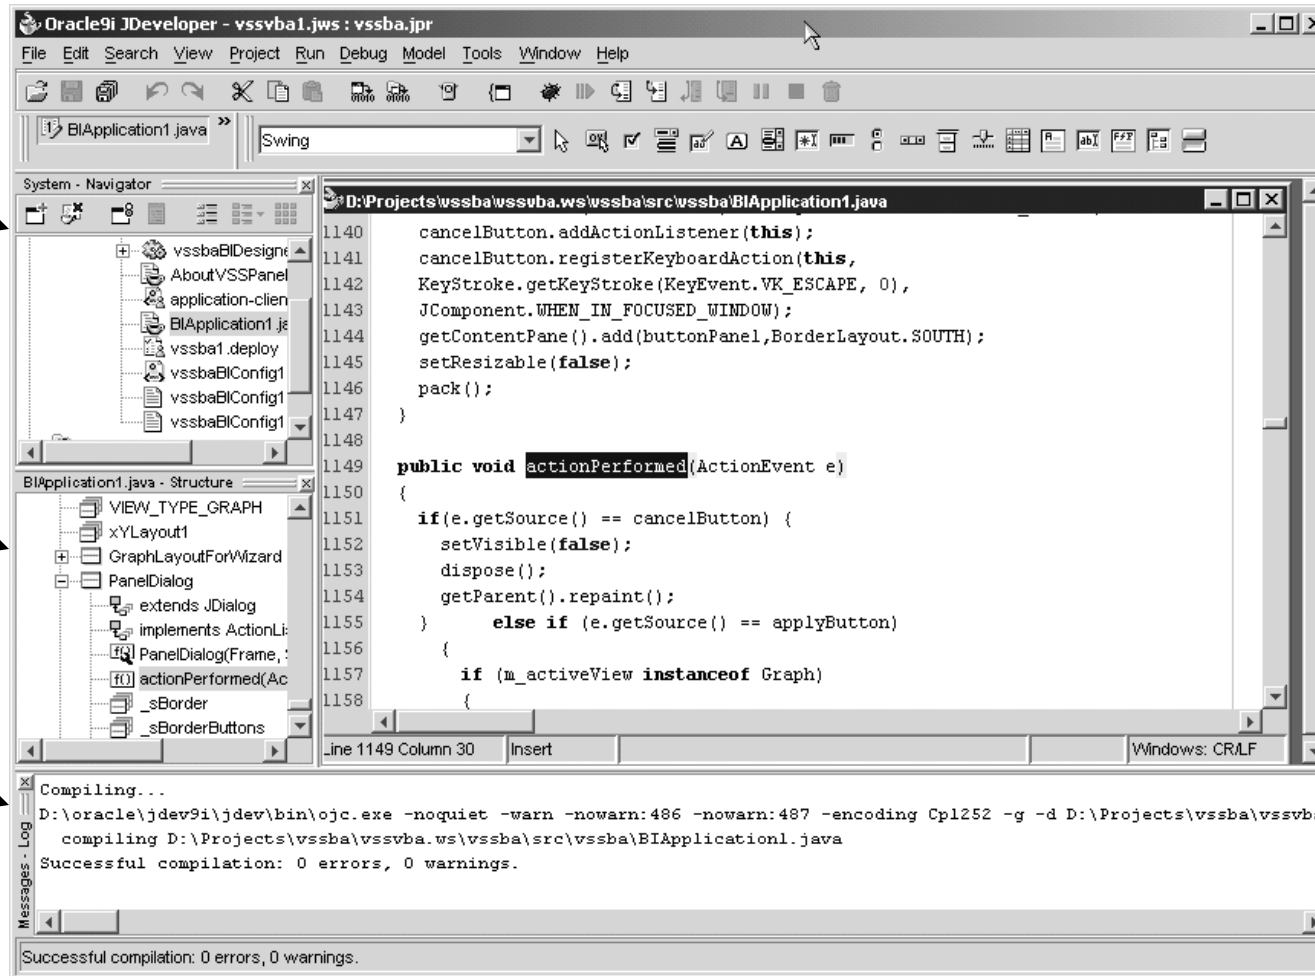 Oracle9i JDeveloper - vssvba1.jws : vssba.jpr
File Edit Search View Project Run Debug Model Tools Window Help
BIApplication1.java »
Swing
System - Navigator
vssbaBIDesigne
AboutVSSPanel
application-clien
BIApplication1.ja
vssba1.deploy
vssbaBIConfig1
vssbaBIConfig1
vssbaBIConfig1
BIApplication1.java - Structure
VIEW_TYPE_GRAPH
xYLayout1
GraphLayoutForWizard
PanelDialog
extends JDialog
implements ActionLi
PanelDialog(Frame,
actionPerformed(Ac
_sBorder
_sBorderButtons
D:\Projects\vssba\vssvba.ws\vssba\src\vssba\BIApplication1.java
1140 cancelButton.addActionListener(this);
1141 cancelButton.registerKeyboardAction(this,
1142 KeyStroke.getKeyStroke(KeyEvent.VK_ESCAPE, 0),
1143 JComponent.WHEN_IN_FOCUSED_WINDOW);
1144 getContentPane().add(buttonPanel,BorderLayout.SOUTH);
1145 setResizable(false);
1146 pack();
1147 }
1148
1149 public void actionPerformed(ActionEvent e)
1150 {
1151 if(e.getSource() == cancelButton) {
1152 setVisible(false);
1153 dispose();
1154 getParent().repaint();
1155 } else if (e.getSource() == applyButton)
1156 {
1157 if (m_activeView instanceof Graph)
1158 {
Line 1149 Column 30 Insert Windows: CR/LF
Messages - Log
Compiling...
D:\oracle\jdev9i\jdev\bin\ojc.exe -noquiet -warn -nowarn:486 -nowarn:487 -encoding Cp1252 -g -d D:\Projects\vssba\vssvb
compiling D:\Projects\vssba\vssvba.ws\vssba\src\vssba\BIApplication1.java
Successful compilation: 0 errors, 0 warnings.
Successful compilation: 0 errors, 0 warnings.